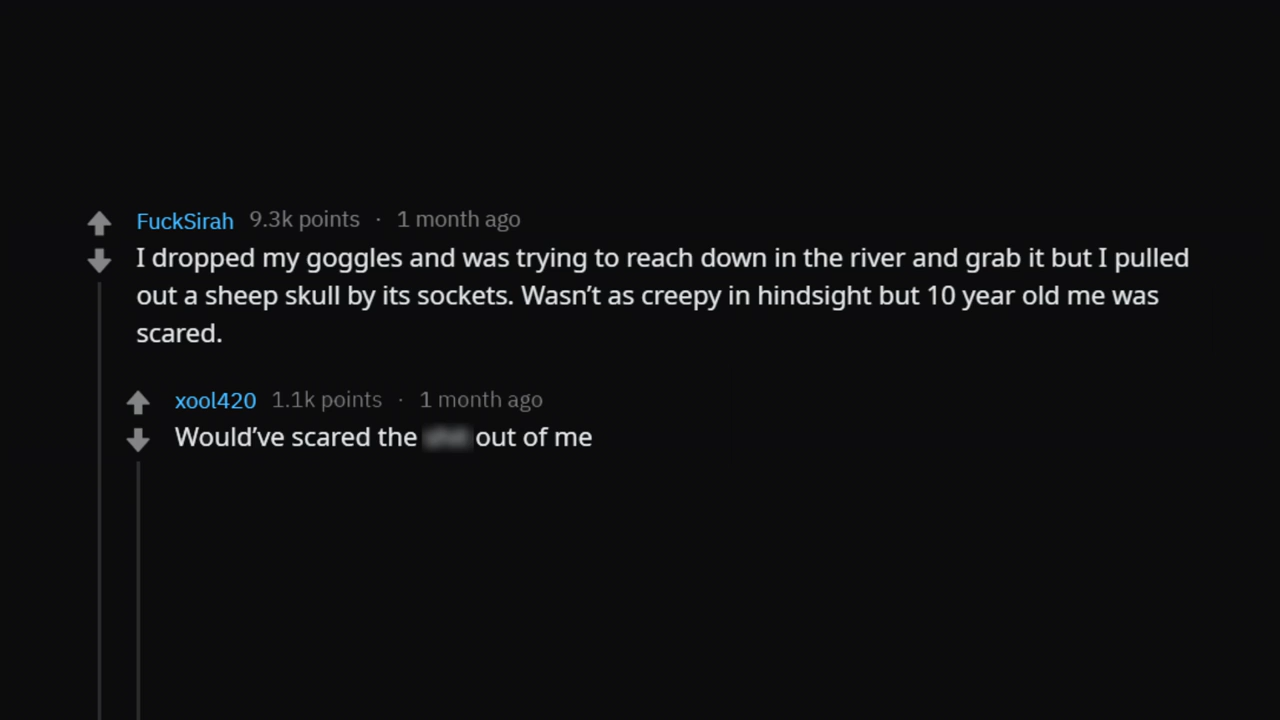 FuckSirah 9.3k points · 1 month ago
I dropped my goggles and was trying to reach down in the river and grab it but I pulled
out a sheep skull by its sockets. Wasn’t as creepy in hindsight but 10 year old me was
scared.
xool420 1.1k points · 1 month ago
Would’ve scared the out of me